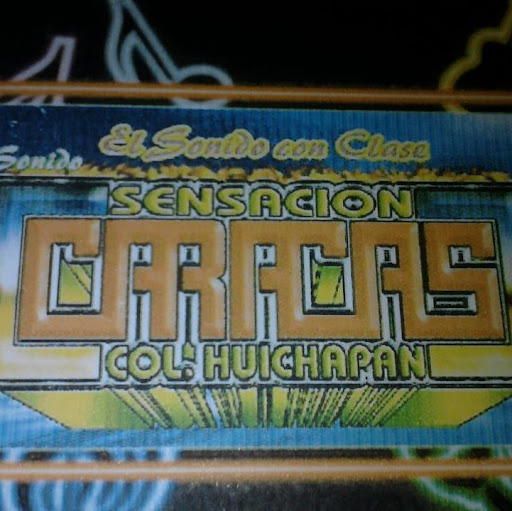 El Sonido con Clase
Sonido
SENSACION
CARACAS
COL: HUICHAPAN